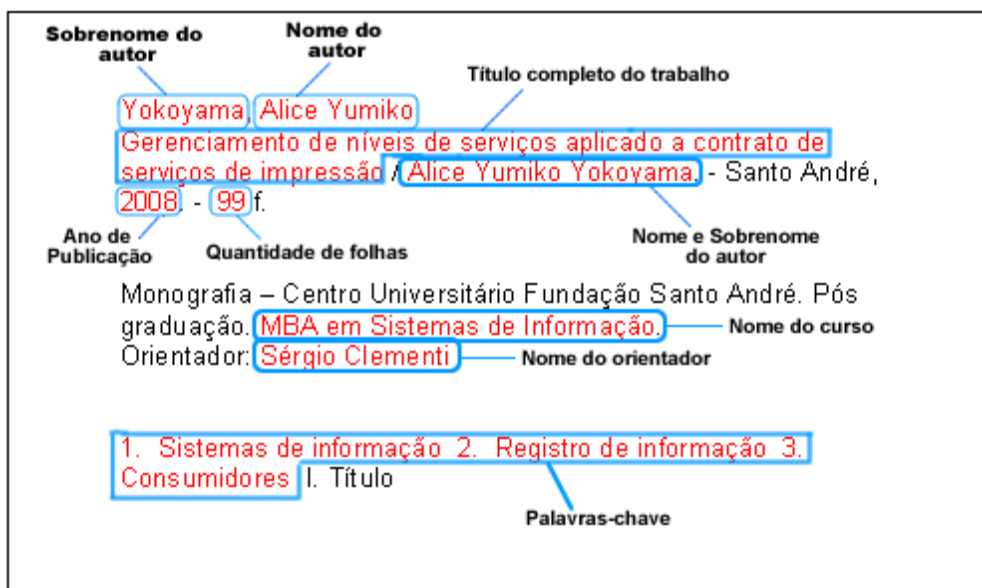 Sobrenome do autor
Nome do autor
Título completo do trabalho
Yokoyama, Alice Yumiko
Gerenciamento de níveis de serviços aplicado a contrato de
serviços de impressão / Alice Yumiko Yokoyama. - Santo André,
2008. - 99 f.
Ano de Publicação
Quantidade de folhas
Nome e Sobrenome do autor
Monografia – Centro Universitário Fundação Santo André. Pós
graduação. MBA em Sistemas de Informação.
Nome do curso
Orientador: Sérgio Clementi
Nome do orientador
1. Sistemas de informação 2. Registro de informação 3.
Consumidores I. Título
Palavras-chave